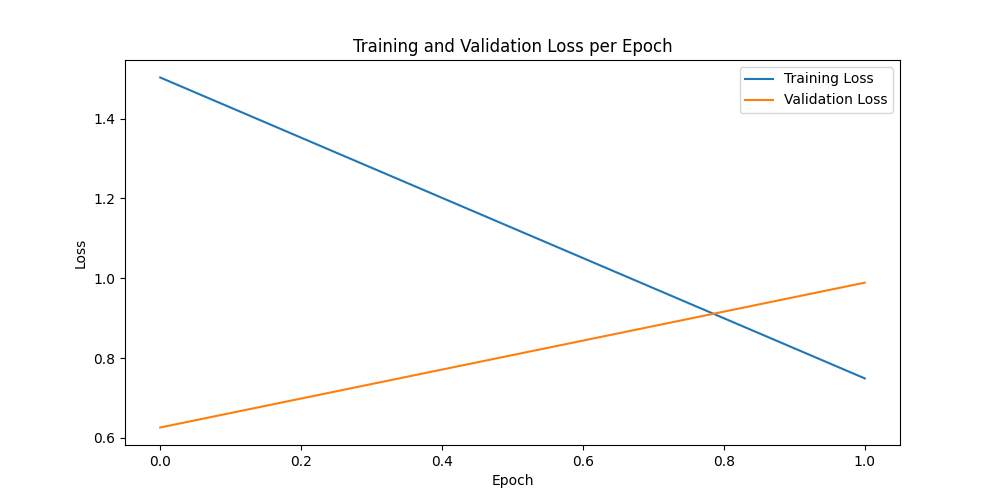 Training and Validation Loss per Epoch
Training Loss
Validation Loss
Loss
1.4
1.2
1.0
0.8
0.6
0.0 0.2 0.4 0.6 0.8 1.0
Epoch